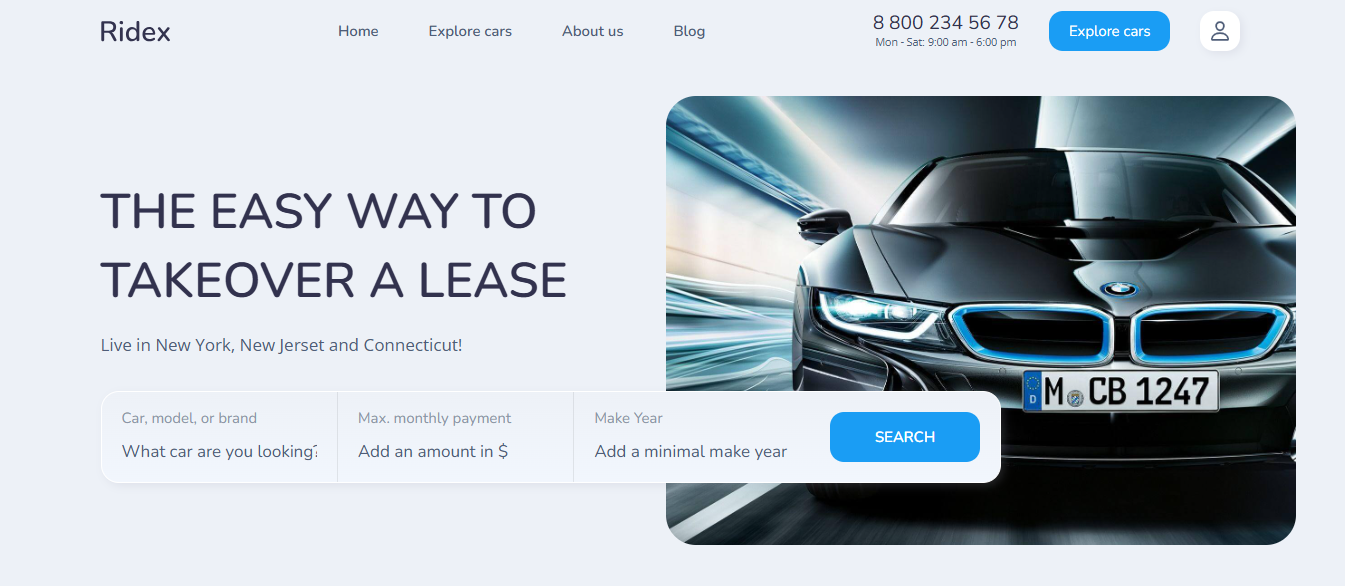 Ridex
Home
Explore cars
About us
Blog
8 800 234 56 78
Mon - Sat: 9:00 am - 6:00 pm
Explore cars
THE EASY WAY TO
TAKEOVER A LEASE
Live in New York, New Jerset and Connecticut!
Car, model, or brand
What car are you looking?
Max. monthly payment
Add an amount in $
Make Year
Add a minimal make year
SEARCH
BMW
D M CB 1247